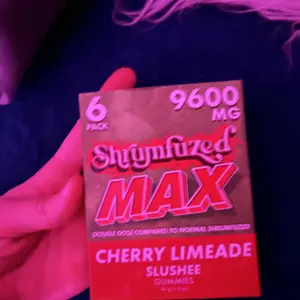 6
PACK
9600
MG
Shrumfuzed
MAX
DOUBLE DOSE COMPARED TO NORMAL SHRUMFUZED
CHERRY LIMEADE
SLUSHEE
GUMMIES